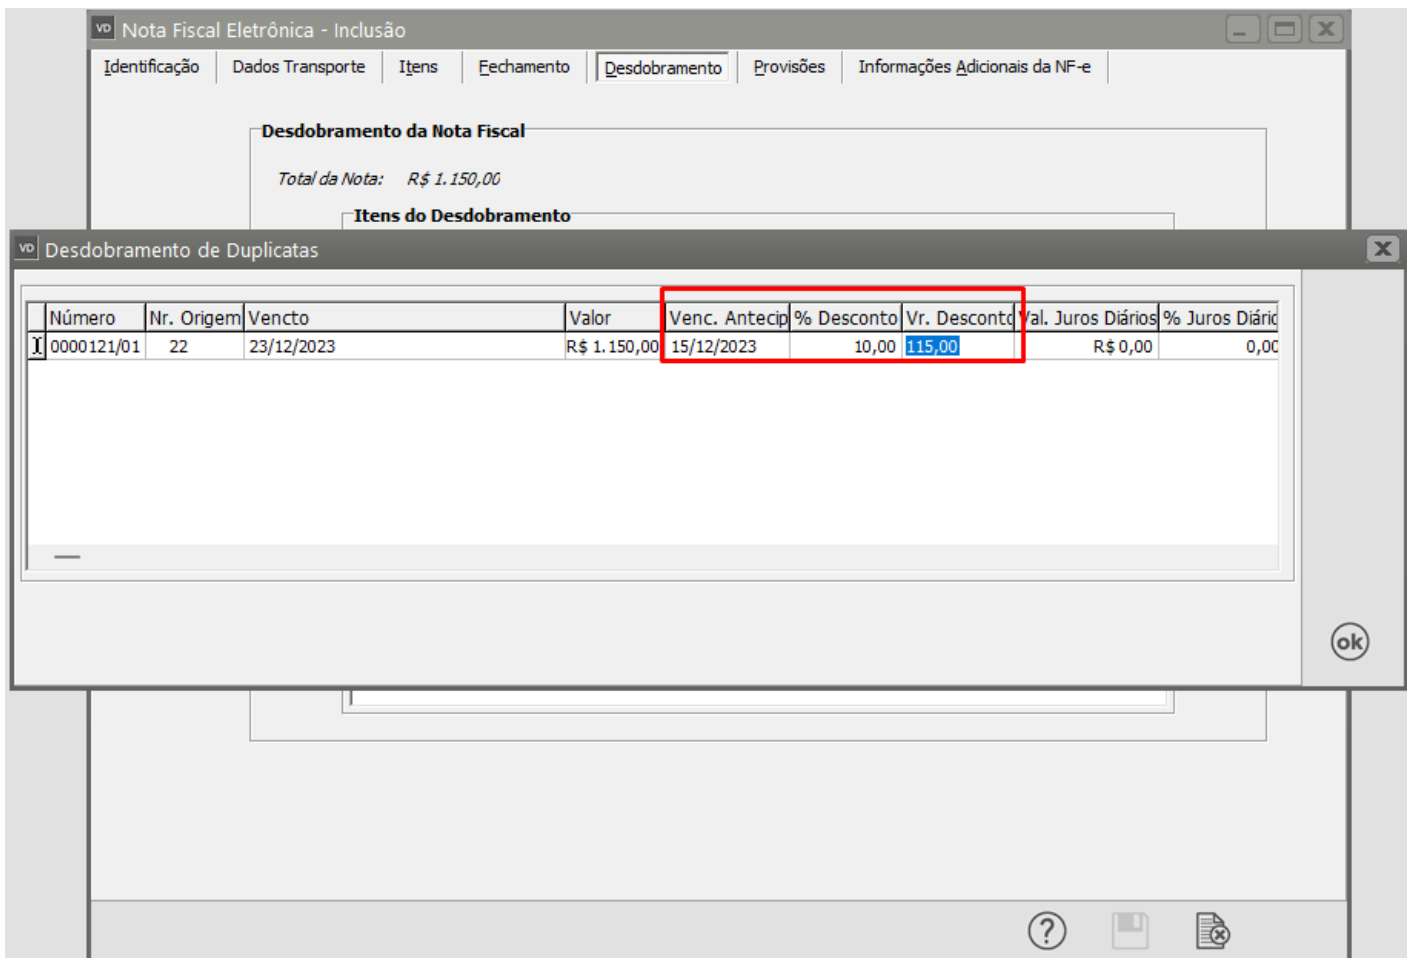 VD Nota Fiscal Eletrônica - Inclusão
Identificação Dados Transporte Itens Fechamento Desdobramento Provisões Informações Adicionais da NF-e
Desdobramento da Nota Fiscal
Total da Nota: R$ 1.150,00
Itens do Desdobramento
VD Desdobramento de Duplicatas
Número Nr. Origem Vencto Valor Venc. Antecip % Desconto Vr. Desconto Val. Juros Diários % Juros Diáric
0000121/01 22 23/12/2023 R$ 1.150,00 15/12/2023 10,00 115,00 R$ 0,00 0,00
ok
?